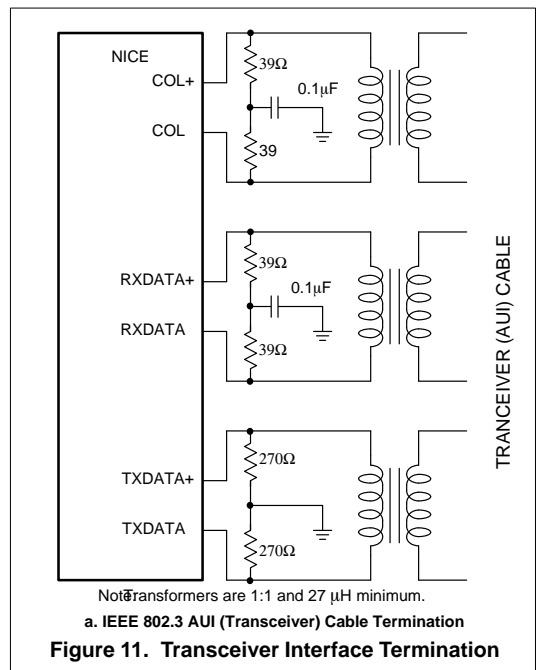 NICE
COL+
39Ω
0.1µF
COL
39
RXDATA+
39Ω
0.1µF
RXDATA
39Ω
TXDATA+
270Ω
TXDATA
270Ω
TRANCEIVER (AUI) CABLE
Note: Transformers are 1:1 and 27 µH minimum.
a. IEEE 802.3 AUI (Transceiver) Cable Termination
Figure 11. Transceiver Interface Termination